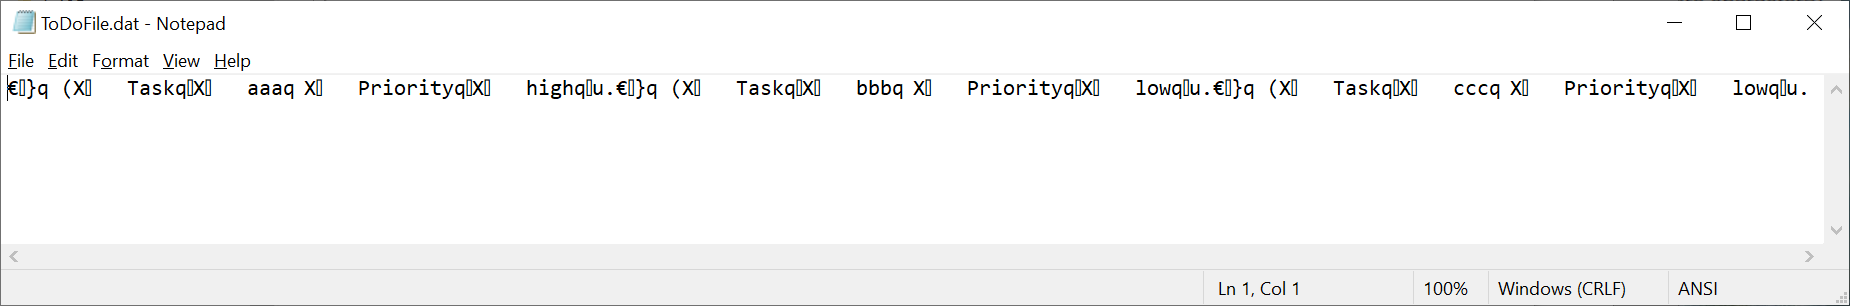 ToDoFile.dat - Notepad
File Edit Format View Help
€▯}q (X▯   Taskq▯X▯   aaaq X▯   Priorityq▯X▯   highq▯u.€▯}q (X▯   Taskq▯X▯   bbbq X▯   Priorityq▯X▯   lowq▯u.€▯}q (X▯   Taskq▯X▯   cccq X▯   Priorityq▯X▯   lowq▯u.
Ln 1, Col 1 100% Windows (CRLF) ANSI